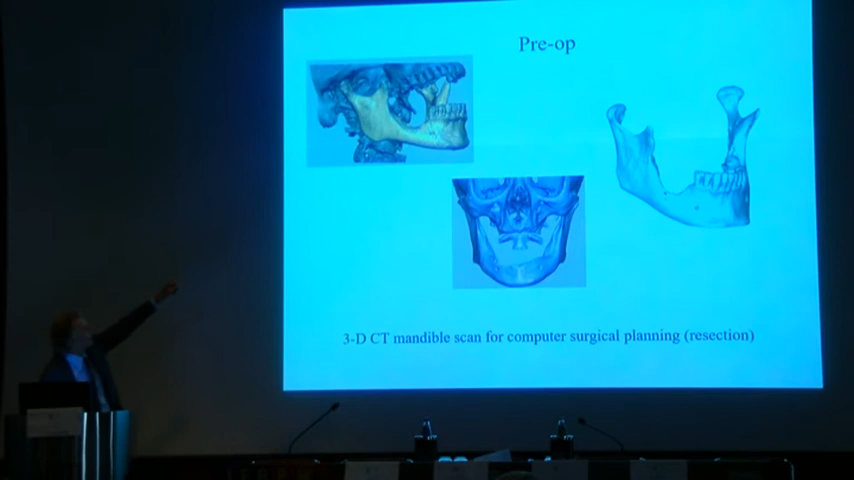 Pre-op
3-D CT mandible scan for computer surgical planning (resection)